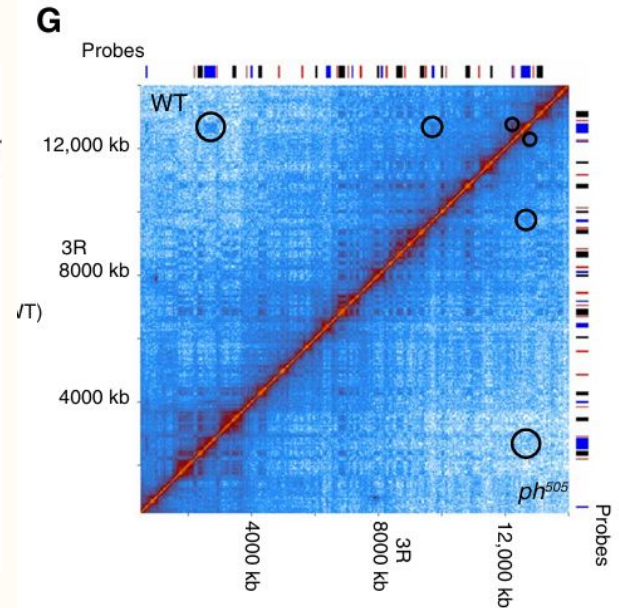 G
Probes
WT
12,000 kb
3R
8000 kb
VT)
4000 kb
ph⁵⁰⁵
4000 kb
8000 kb
3R
12,000 kb
Probes